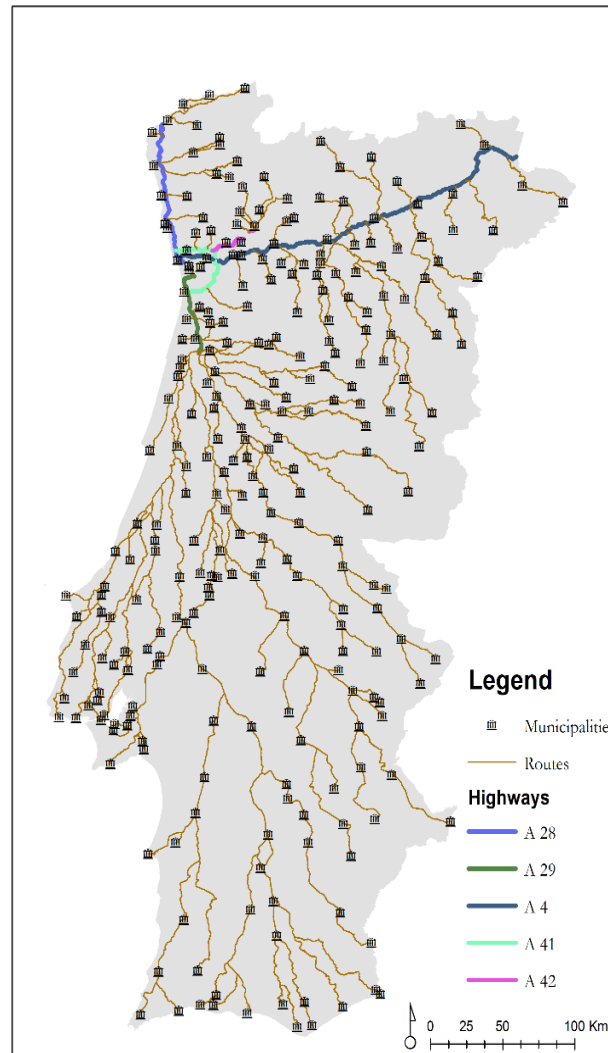 Legend
Municipalitie
Routes
Highways
A 28
A 29
A 4
A 41
A 42
0 25 50 100 Km